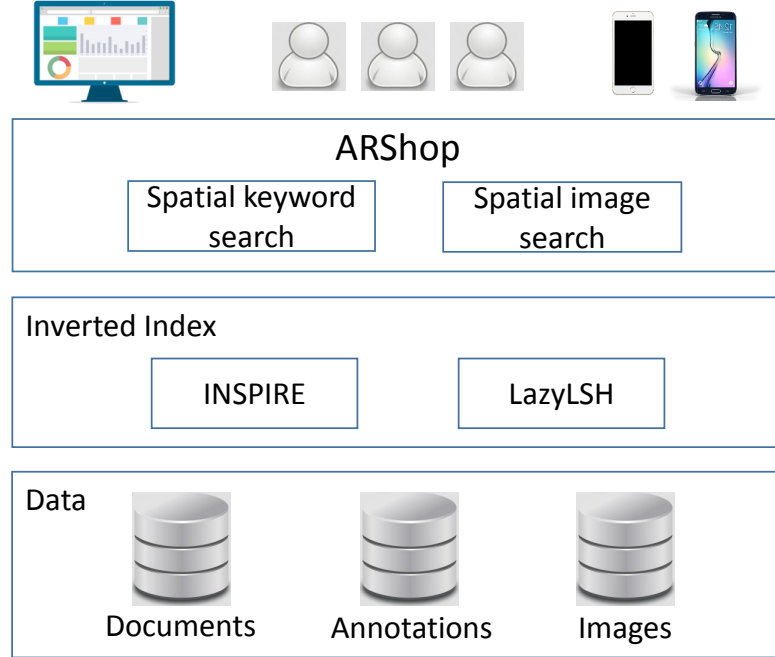 ARShop
Spatial keyword
search
Spatial image
search
Inverted Index
INSPIRE
LazyLSH
Data
Documents
Annotations
Images